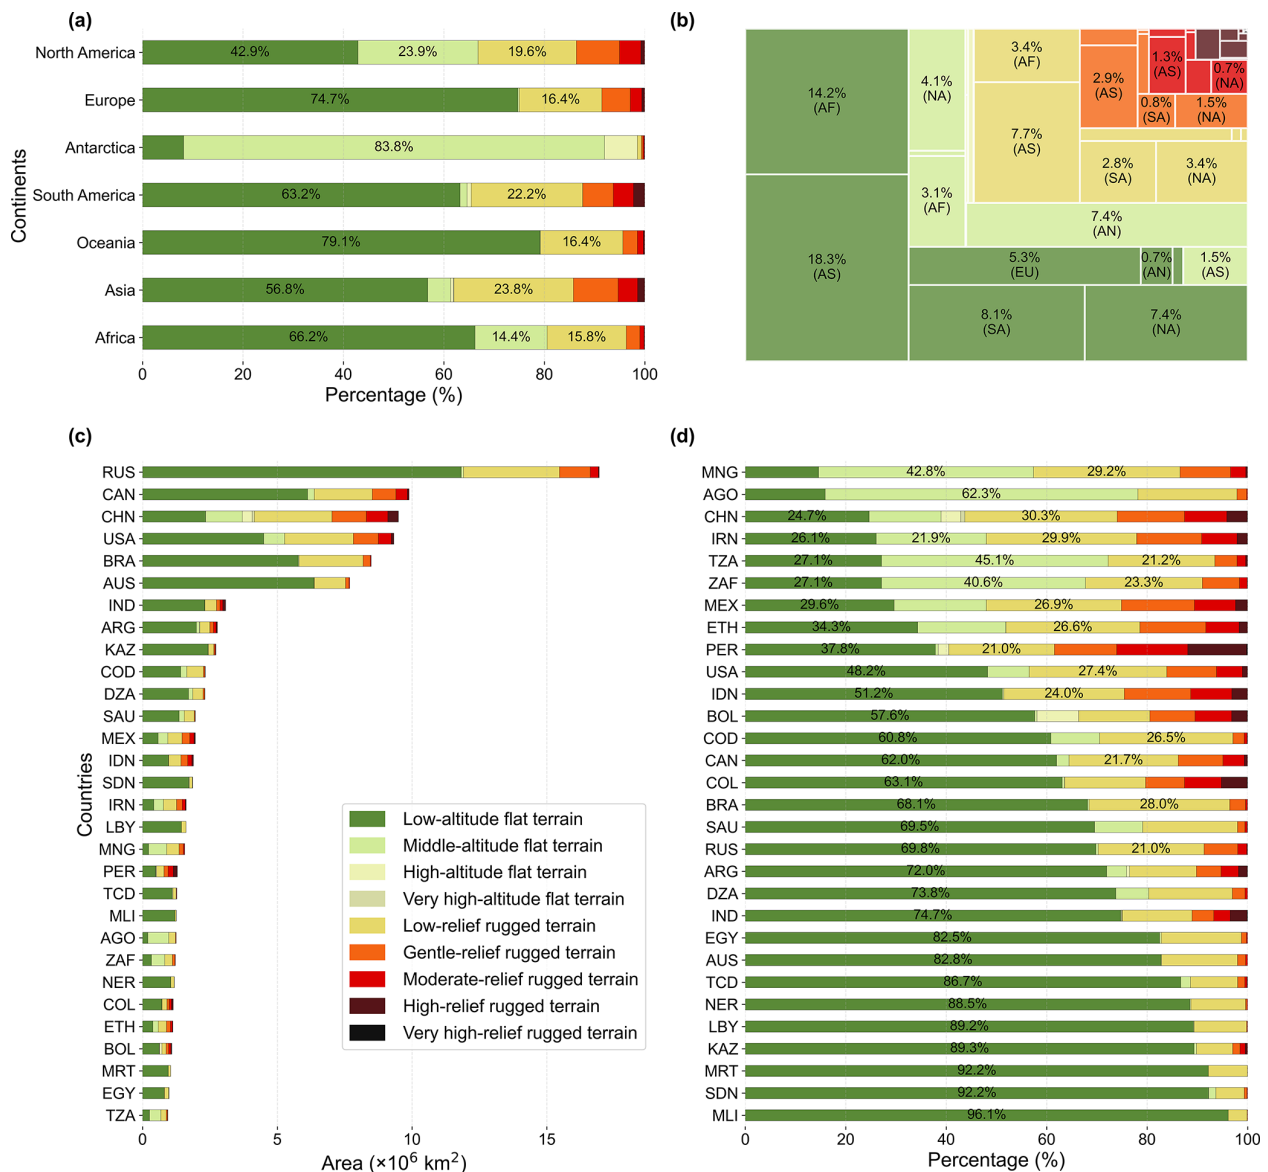 (a)
Continents
North America
42.9%
23.9%
19.6%
Europe
74.7%
16.4%
Antarctica
83.8%
South America
63.2%
22.2%
Oceania
79.1%
16.4%
Asia
56.8%
23.8%
Africa
66.2%
14.4%
15.8%
0
20
40
60
80
100
Percentage (%)
(b)
14.2%
(AF)
18.3%
(AS)
4.1%
(NA)
3.1%
(AF)
3.4%
(AF)
7.7%
(AS)
2.9%
(AS)
1.3%
(AS)
0.7%
(NA)
0.8%
(SA)
1.5%
(NA)
2.8%
(SA)
3.4%
(NA)
7.4%
(AN)
5.3%
(EU)
0.7%
(AN)
1.5%
(AS)
8.1%
(SA)
7.4%
(NA)
(c)
Countries
RUS
CAN
CHN
USA
BRA
AUS
IND
ARG
KAZ
COD
DZA
SAU
MEX
IDN
SDN
IRN
LBY
MNG
PER
TCD
MLI
AGO
ZAF
NER
COL
ETH
BOL
MRT
EGY
TZA
0
5
10
15
Area (×10⁶ km²)
Low-altitude flat terrain
Middle-altitude flat terrain
High-altitude flat terrain
Very high-altitude flat terrain
Low-relief rugged terrain
Gentle-relief rugged terrain
Moderate-relief rugged terrain
High-relief rugged terrain
Very high-relief rugged terrain
(d)
MNG
42.8%
29.2%
AGO
62.3%
CHN
24.7%
30.3%
IRN
26.1%
21.9%
29.9%
TZA
27.1%
45.1%
21.2%
ZAF
27.1%
40.6%
23.3%
MEX
29.6%
26.9%
ETH
34.3%
26.6%
PER
37.8%
21.0%
USA
48.2%
27.4%
IDN
51.2%
24.0%
BOL
57.6%
COD
60.8%
26.5%
CAN
62.0%
21.7%
COL
63.1%
BRA
68.1%
28.0%
SAU
69.5%
RUS
69.8%
21.0%
ARG
72.0%
DZA
73.8%
IND
74.7%
EGY
82.5%
AUS
82.8%
TCD
86.7%
NER
88.5%
LBY
89.2%
KAZ
89.3%
MRT
92.2%
SDN
92.2%
MLI
96.1%
0
20
40
60
80
100
Percentage (%)